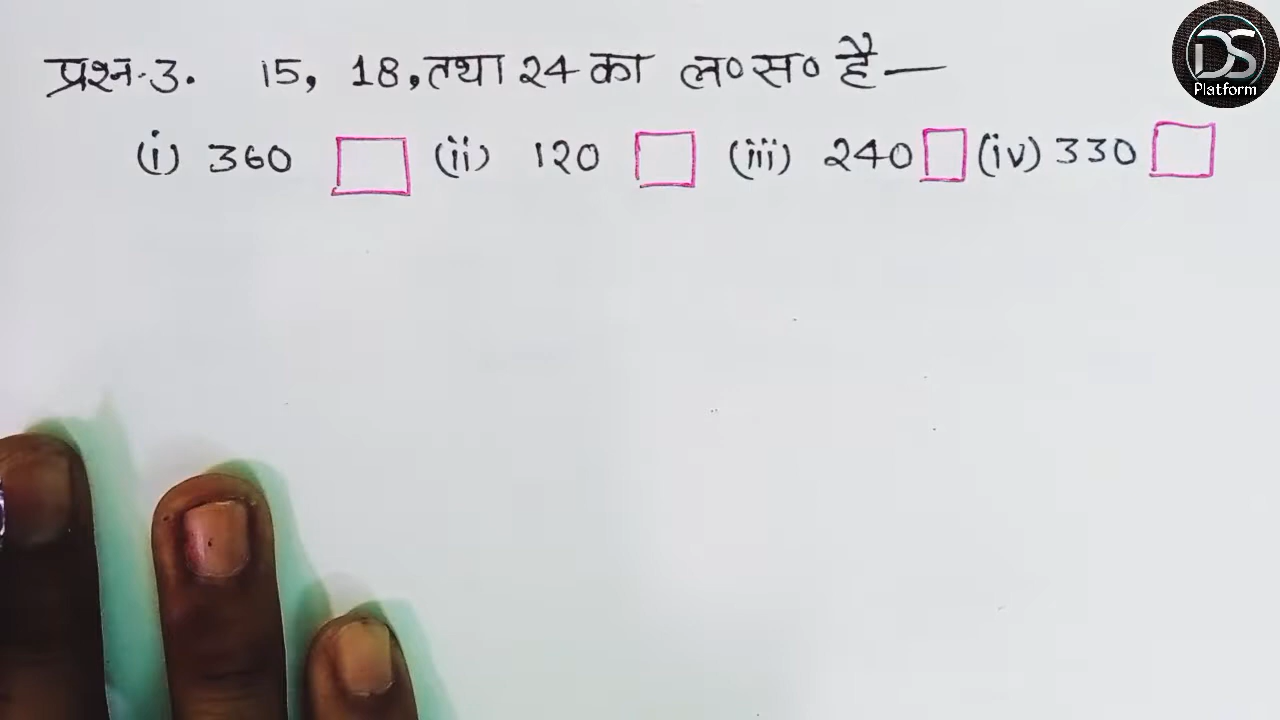 प्रश्न-3. 15, 18, तथा 24 का ल०स० है—
(i) 360 (ii) 120 (iii) 240 (iv) 330
DS
Platform